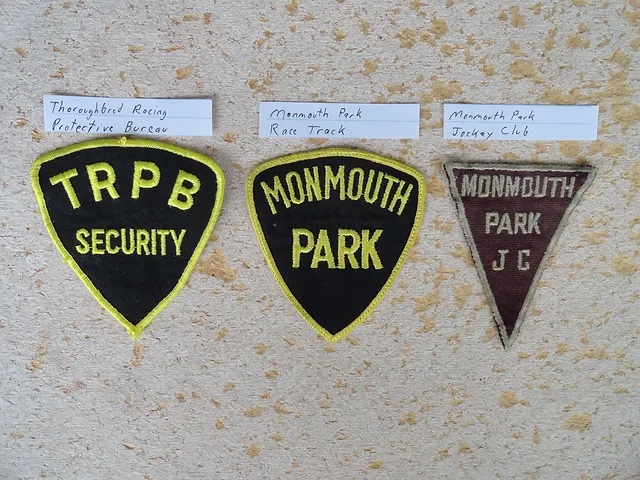 Thoroughbred Racing
Protective Bureau
Monmouth Park
Race Track
Monmouth Park
Jockey Club
TRPB
SECURITY
MONMOUTH
PARK
MONMOUTH
PARK
J C